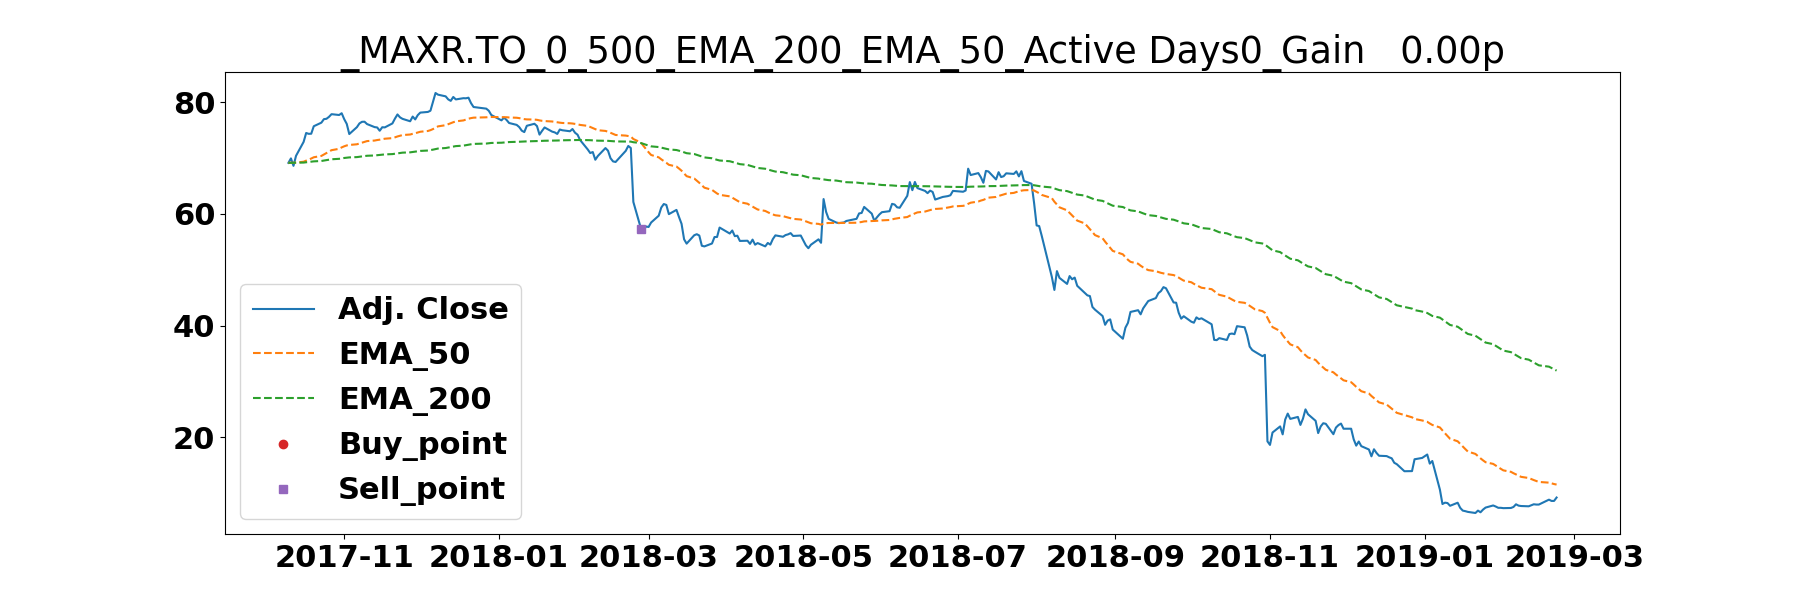 _MAXR.TO_0_500_EMA_200_EMA_50_Active Days0_Gain   0.00p
80
60
40
20
Adj. Close
EMA_50
EMA_200
Buy_point
Sell_point
2017-11 2018-01 2018-03 2018-05 2018-07 2018-09 2018-11 2019-01 2019-03